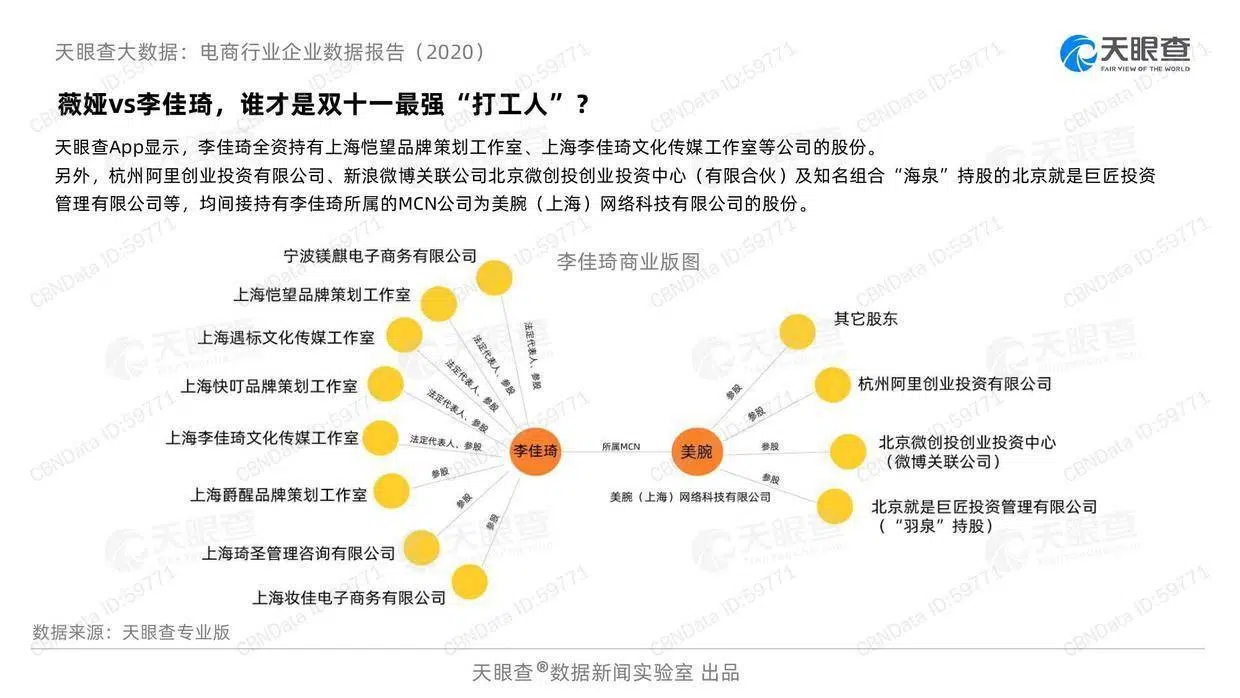 天眼查大数据：电商行业企业数据报告（2020）
天眼查
FAIR VIEW OF THE WORLD
薇娅vs李佳琦，谁才是双十一最强“打工人”？
天眼查App显示，李佳琦全资持有上海恺望品牌策划工作室、上海李佳琦文化传媒工作室等公司的股份。
另外，杭州阿里创业投资有限公司、新浪微博关联公司北京微创投创业投资中心（有限合伙）及知名组合“海泉”持股的北京就是巨匠投资
管理有限公司等，均间接持有李佳琦所属的MCN公司为美腕（上海）网络科技有限公司的股份。
李佳琦商业版图
宁波镁麒电子商务有限公司
上海恺望品牌策划工作室
上海遇标文化传媒工作室
上海快叮品牌策划工作室
上海李佳琦文化传媒工作室
上海爵醒品牌策划工作室
上海琦圣管理咨询有限公司
上海妆佳电子商务有限公司
法定代表人、参股
法定代表人、参股
法定代表人、参股
法定代表人、参股
法定代表人、参股
参股
参股
参股
李佳琦
所属MCN
美腕
美腕（上海）网络科技有限公司
参股
参股
参股
参股
其它股东
杭州阿里创业投资有限公司
北京微创投创业投资中心
（微博关联公司）
北京就是巨匠投资管理有限公司
（“羽泉”持股）
数据来源：天眼查专业版
天眼查®数据新闻实验室 出品
CBNData ID:59771